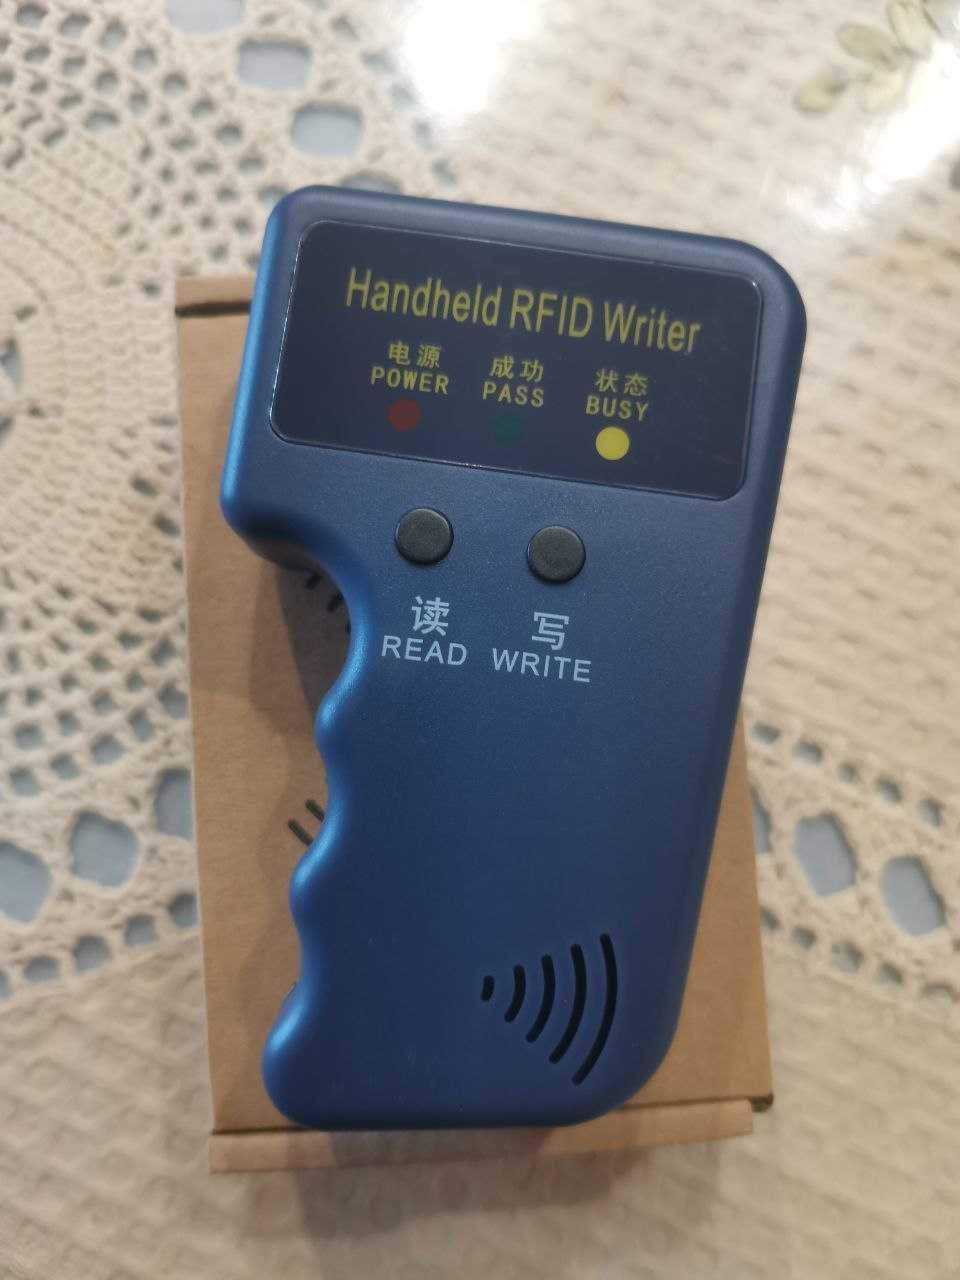 Handheld RFID Writer
电源 成功 状态
POWER PASS BUSY
读 写
READ WRITE